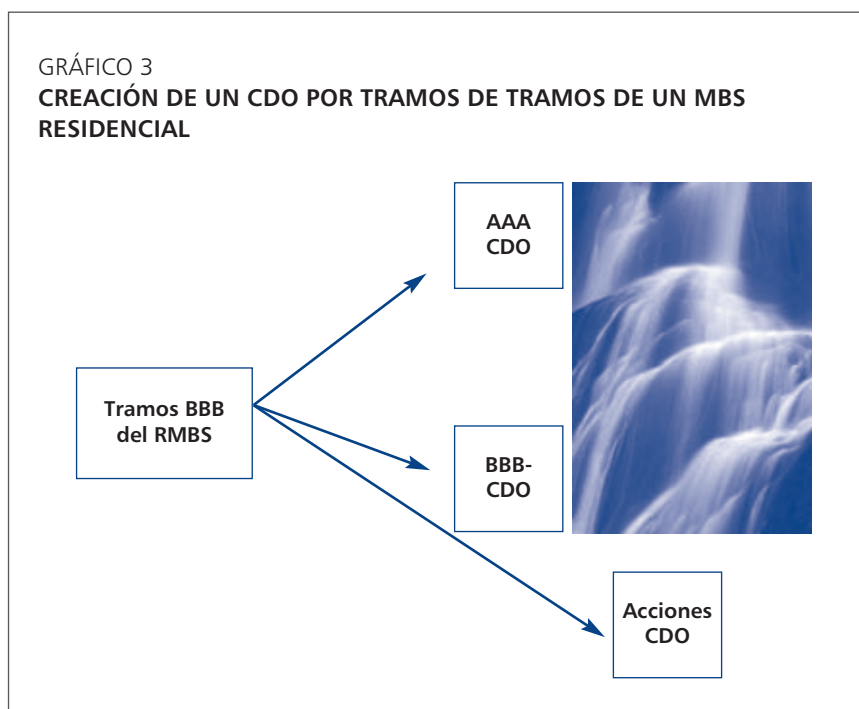 GRÁFICO 3
CREACIÓN DE UN CDO POR TRAMOS DE TRAMOS DE UN MBS
RESIDENCIAL
AAA
CDO
Tramos BBB
del RMBS
BBB-
CDO
Acciones
CDO